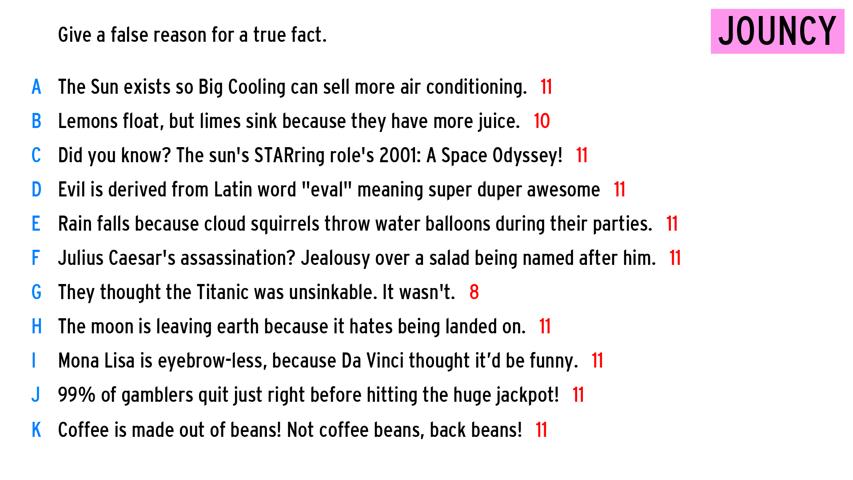 Give a false reason for a true fact.
JOUNCY
A The Sun exists so Big Cooling can sell more air conditioning. 11
B Lemons float, but limes sink because they have more juice. 10
C Did you know? The sun's STARring role's 2001: A Space Odyssey! 11
D Evil is derived from Latin word "eval" meaning super duper awesome 11
E Rain falls because cloud squirrels throw water balloons during their parties. 11
F Julius Caesar's assassination? Jealousy over a salad being named after him. 11
G They thought the Titanic was unsinkable. It wasn't. 8
H The moon is leaving earth because it hates being landed on. 11
I Mona Lisa is eyebrow-less, because Da Vinci thought it’d be funny. 11
J 99% of gamblers quit just right before hitting the huge jackpot! 11
K Coffee is made out of beans! Not coffee beans, back beans! 11